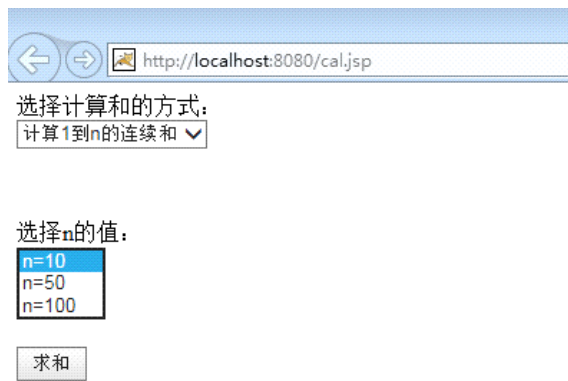 http://localhost:8080/cal.jsp
选择计算和的方式：
计算1到n的连续和
选择n的值：
n=10
n=50
n=100
求和